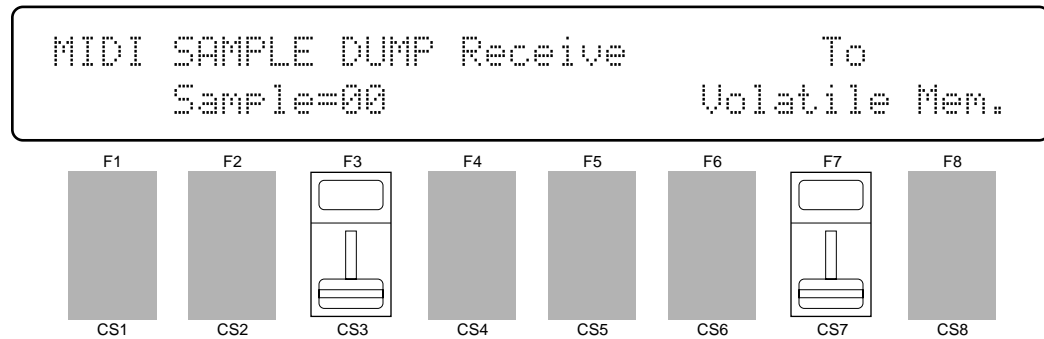 MIDI SAMPLE DUMP Receive To
Sample=00 Volatile Mem.
F1 F2 F3 F4 F5 F6 F7 F8
CS1 CS2 CS3 CS4 CS5 CS6 CS7 CS8